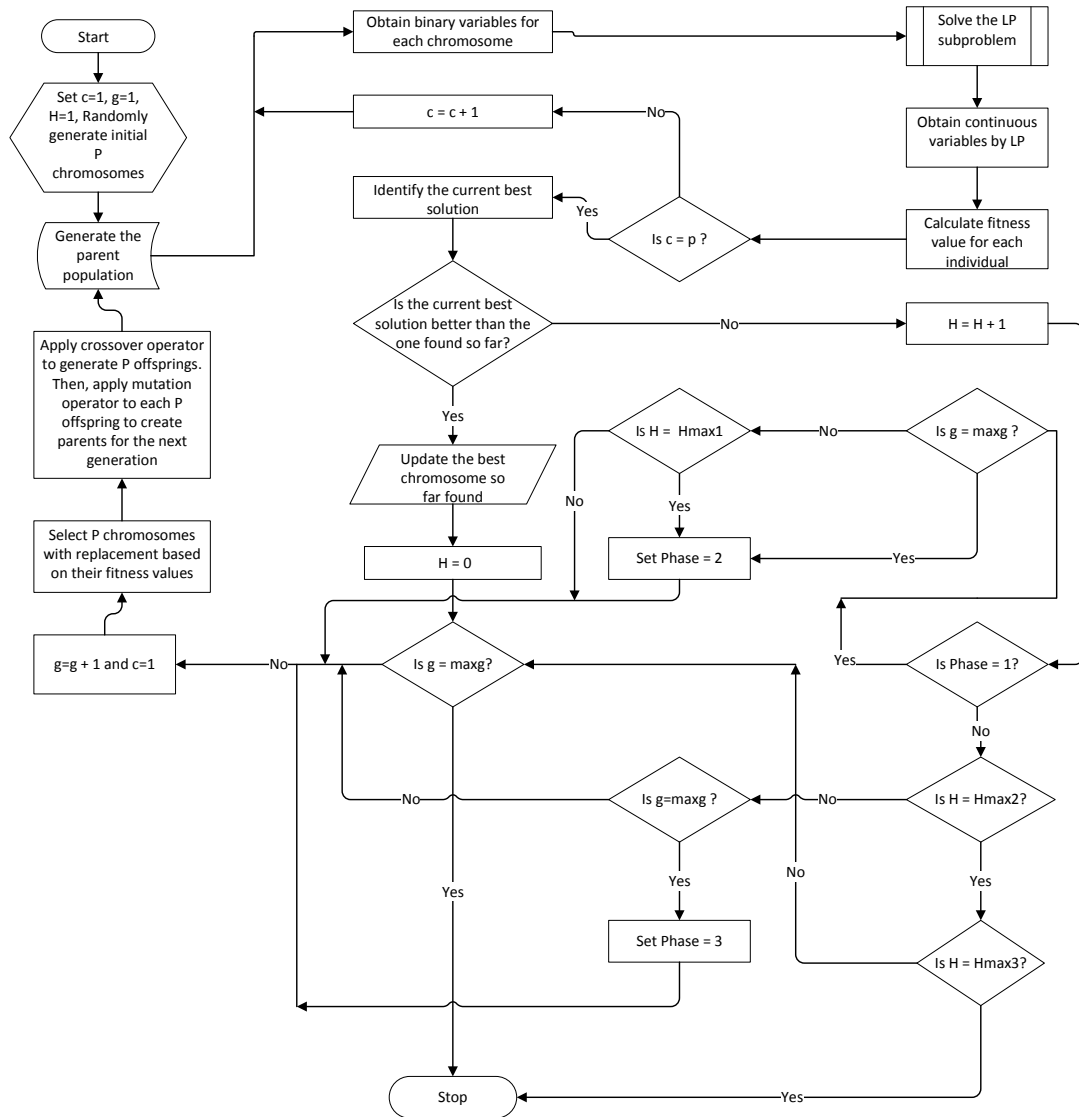 Start
Set c=1, g=1,
H=1, Randomly
generate initial
P
chromosomes
Generate the
parent
population
Apply crossover operator
to generate P offsprings.
Then, apply mutation
operator to each P
offspring to create
parents for the next
generation
Select P chromosomes
with replacement based
on their fitness values
g=g + 1 and c=1
Obtain binary variables for
each chromosome
Solve the LP
subproblem
c = c + 1
No
Obtain continuous
variables by LP
Identify the current best
solution
Yes
Is c = p ?
Calculate fitness
value for each
individual
Is the current best
solution better than the
one found so far?
No
H = H + 1
Yes
Is H = Hmax1
No
Is g = maxg ?
Update the best
chromosome so
far found
No
Yes
H = 0
Set Phase = 2
Yes
No
Is g = maxg?
Yes
Is Phase = 1?
No
No
Is g=maxg ?
No
Is H = Hmax2?
Yes
Yes
No
Yes
Set Phase = 3
Is H = Hmax3?
Stop
Yes